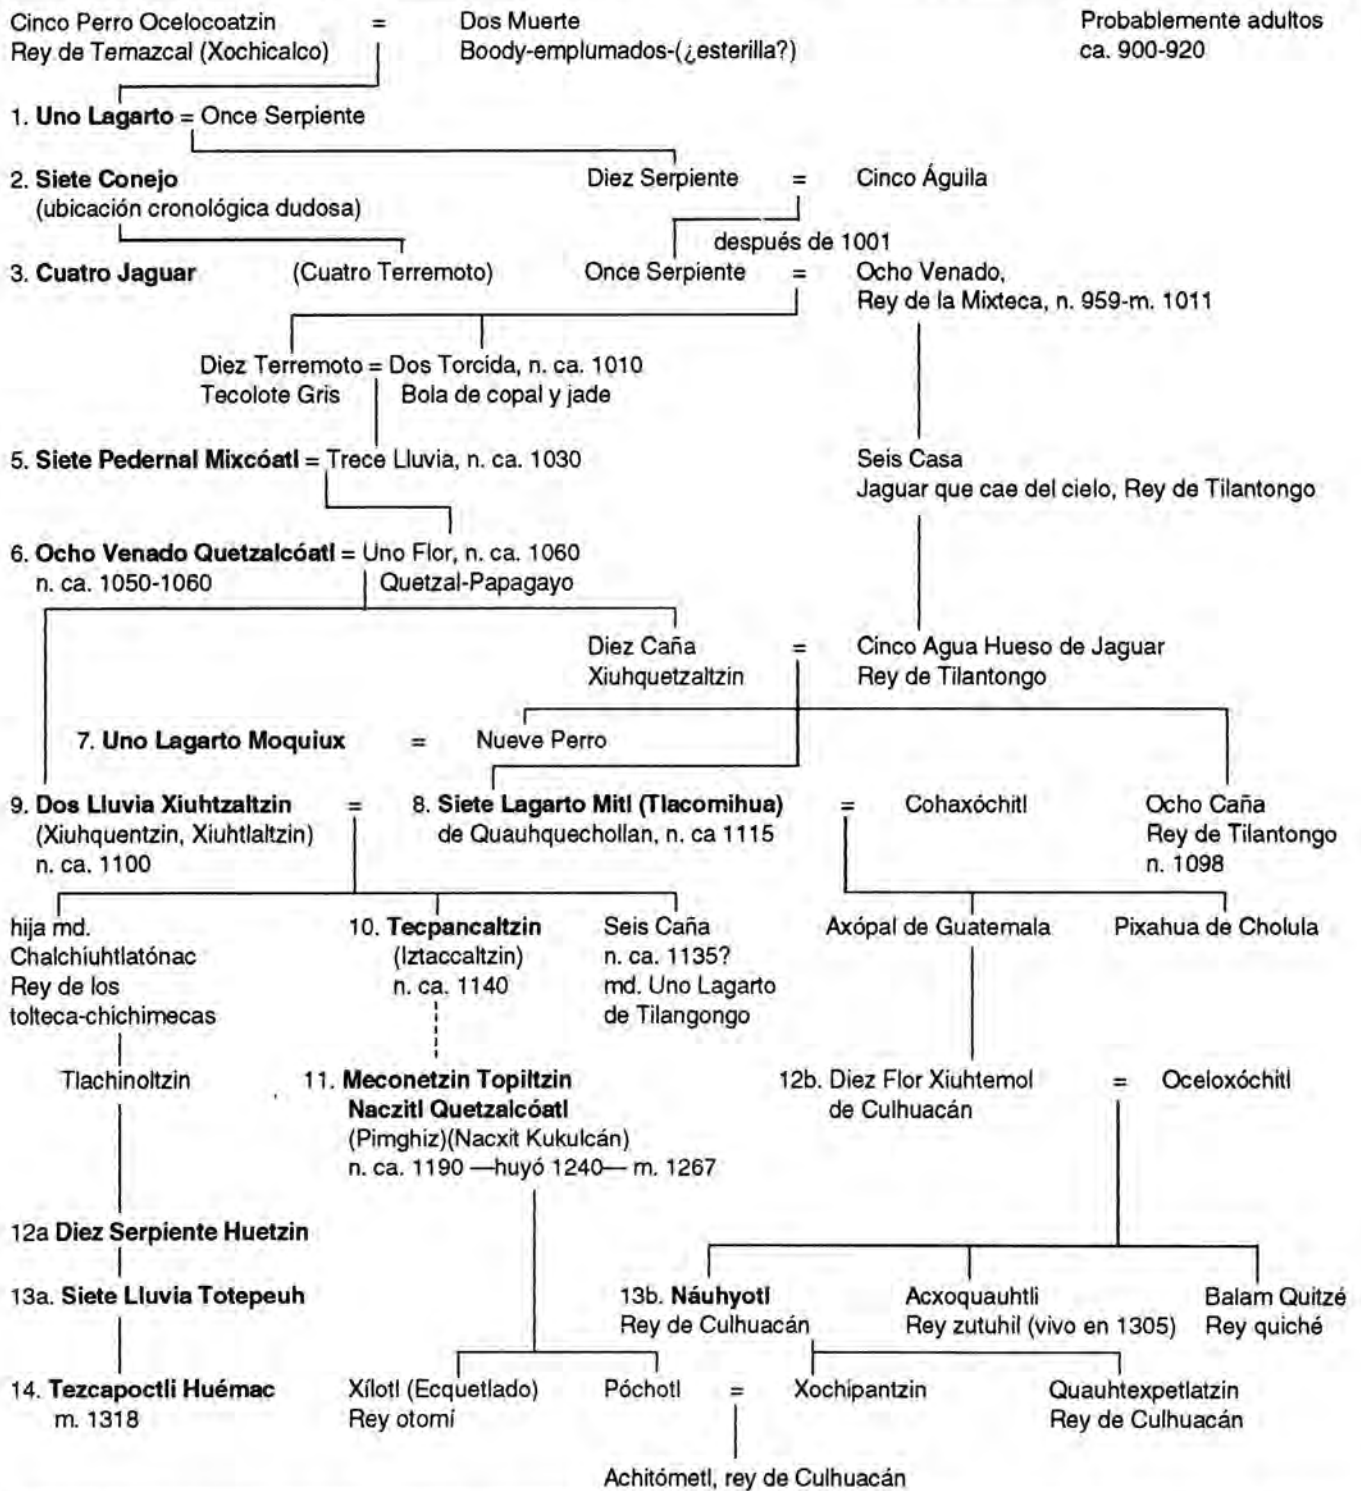 Cinco Perro Ocelocoatzin = Dos Muerte Probablemente adultos
Rey de Temazcal (Xochicalco) Boody-emplumados-(¿esterilla?) ca. 900-920
1. Uno Lagarto = Once Serpiente
2. Siete Conejo Diez Serpiente = Cinco Águila
(ubicación cronológica dudosa)
después de 1001
3. Cuatro Jaguar (Cuatro Terremoto) Once Serpiente = Ocho Venado,
Rey de la Mixteca, n. 959-m. 1011
Diez Terremoto = Dos Torcida, n. ca. 1010
Tecolote Gris Bola de copal y jade
5. Siete Pedernal Mixcóatl = Trece Lluvia, n. ca. 1030 Seis Casa
Jaguar que cae del cielo, Rey de Tilantongo
6. Ocho Venado Quetzalcóatl = Uno Flor, n. ca. 1060
n. ca. 1050-1060 Quetzal-Papagayo
Diez Caña = Cinco Agua Hueso de Jaguar
Xiuhquetzaltzin Rey de Tilantongo
7. Uno Lagarto Moquiux = Nueve Perro
9. Dos Lluvia Xiuhtzaltzin = 8. Siete Lagarto Mitl (Tlacomihua) = Cohaxóchitl Ocho Caña
(Xiuhquentzin, Xiuhtlaltzin) de Quauhquechollan, n. ca 1115 Rey de Tilantongo
n. ca. 1100 n. 1098
hija md. 10. Tecpancaltzin Seis Caña Axópal de Guatemala Pixahua de Cholula
Chalchiuhtlatónac (Iztaccaltzin) n. ca. 1135?
Rey de los n. ca. 1140 md. Uno Lagarto
tolteca-chichimecas de Tilangongo
Tlachinoltzin 11. Meconetzin Topiltzin 12b. Diez Flor Xiuhtemol = Oceloxóchitl
Naczitl Quetzalcóatl de Culhuacán
(Pimghiz)(Nacxit Kukulcán)
n. ca. 1190 —huyó 1240— m. 1267
12a Diez Serpiente Huetzin
13a. Siete Lluvia Totepeuh 13b. Náuhyotl Acxoquauhtli Balam Quitzé
Rey de Culhuacán Rey zutuhil (vivo en 1305) Rey quiché
14. Tezcapoctli Huémac Xílotl (Ecquetlado) Póchotl = Xochipantzin Quauhtexpetlatzin
m. 1318 Rey otomí Rey de Culhuacán
Achitómetl, rey de Culhuacán